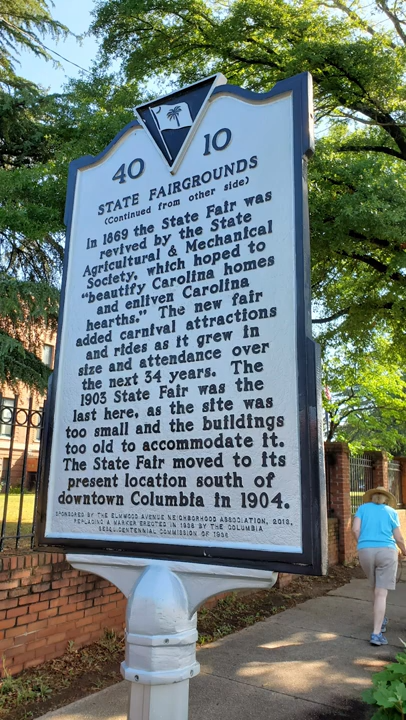 40 10
STATE FAIRGROUNDS
(Continued from other side)
In 1869 the State Fair was
revived by the State
Agricultural & Mechanical
Society, which hoped to
"beautify Carolina homes
and enliven Carolina
hearths." The new fair
added carnival attractions
and rides as it grew in
size and attendance over
the next 34 years. The
1903 State Fair was the
last here, as the site was
too small and the buildings
too old to accommodate it.
The State Fair moved to its
present location south of
downtown Columbia in 1904.
SPONSORED BY THE ELMWOOD AVENUE NEIGHBORHOOD ASSOCIATION, 2013,
REPLACING A MARKER ERECTED IN 1938 BY THE COLUMBIA
SESQUICENTENNIAL COMMISSION OF 1936